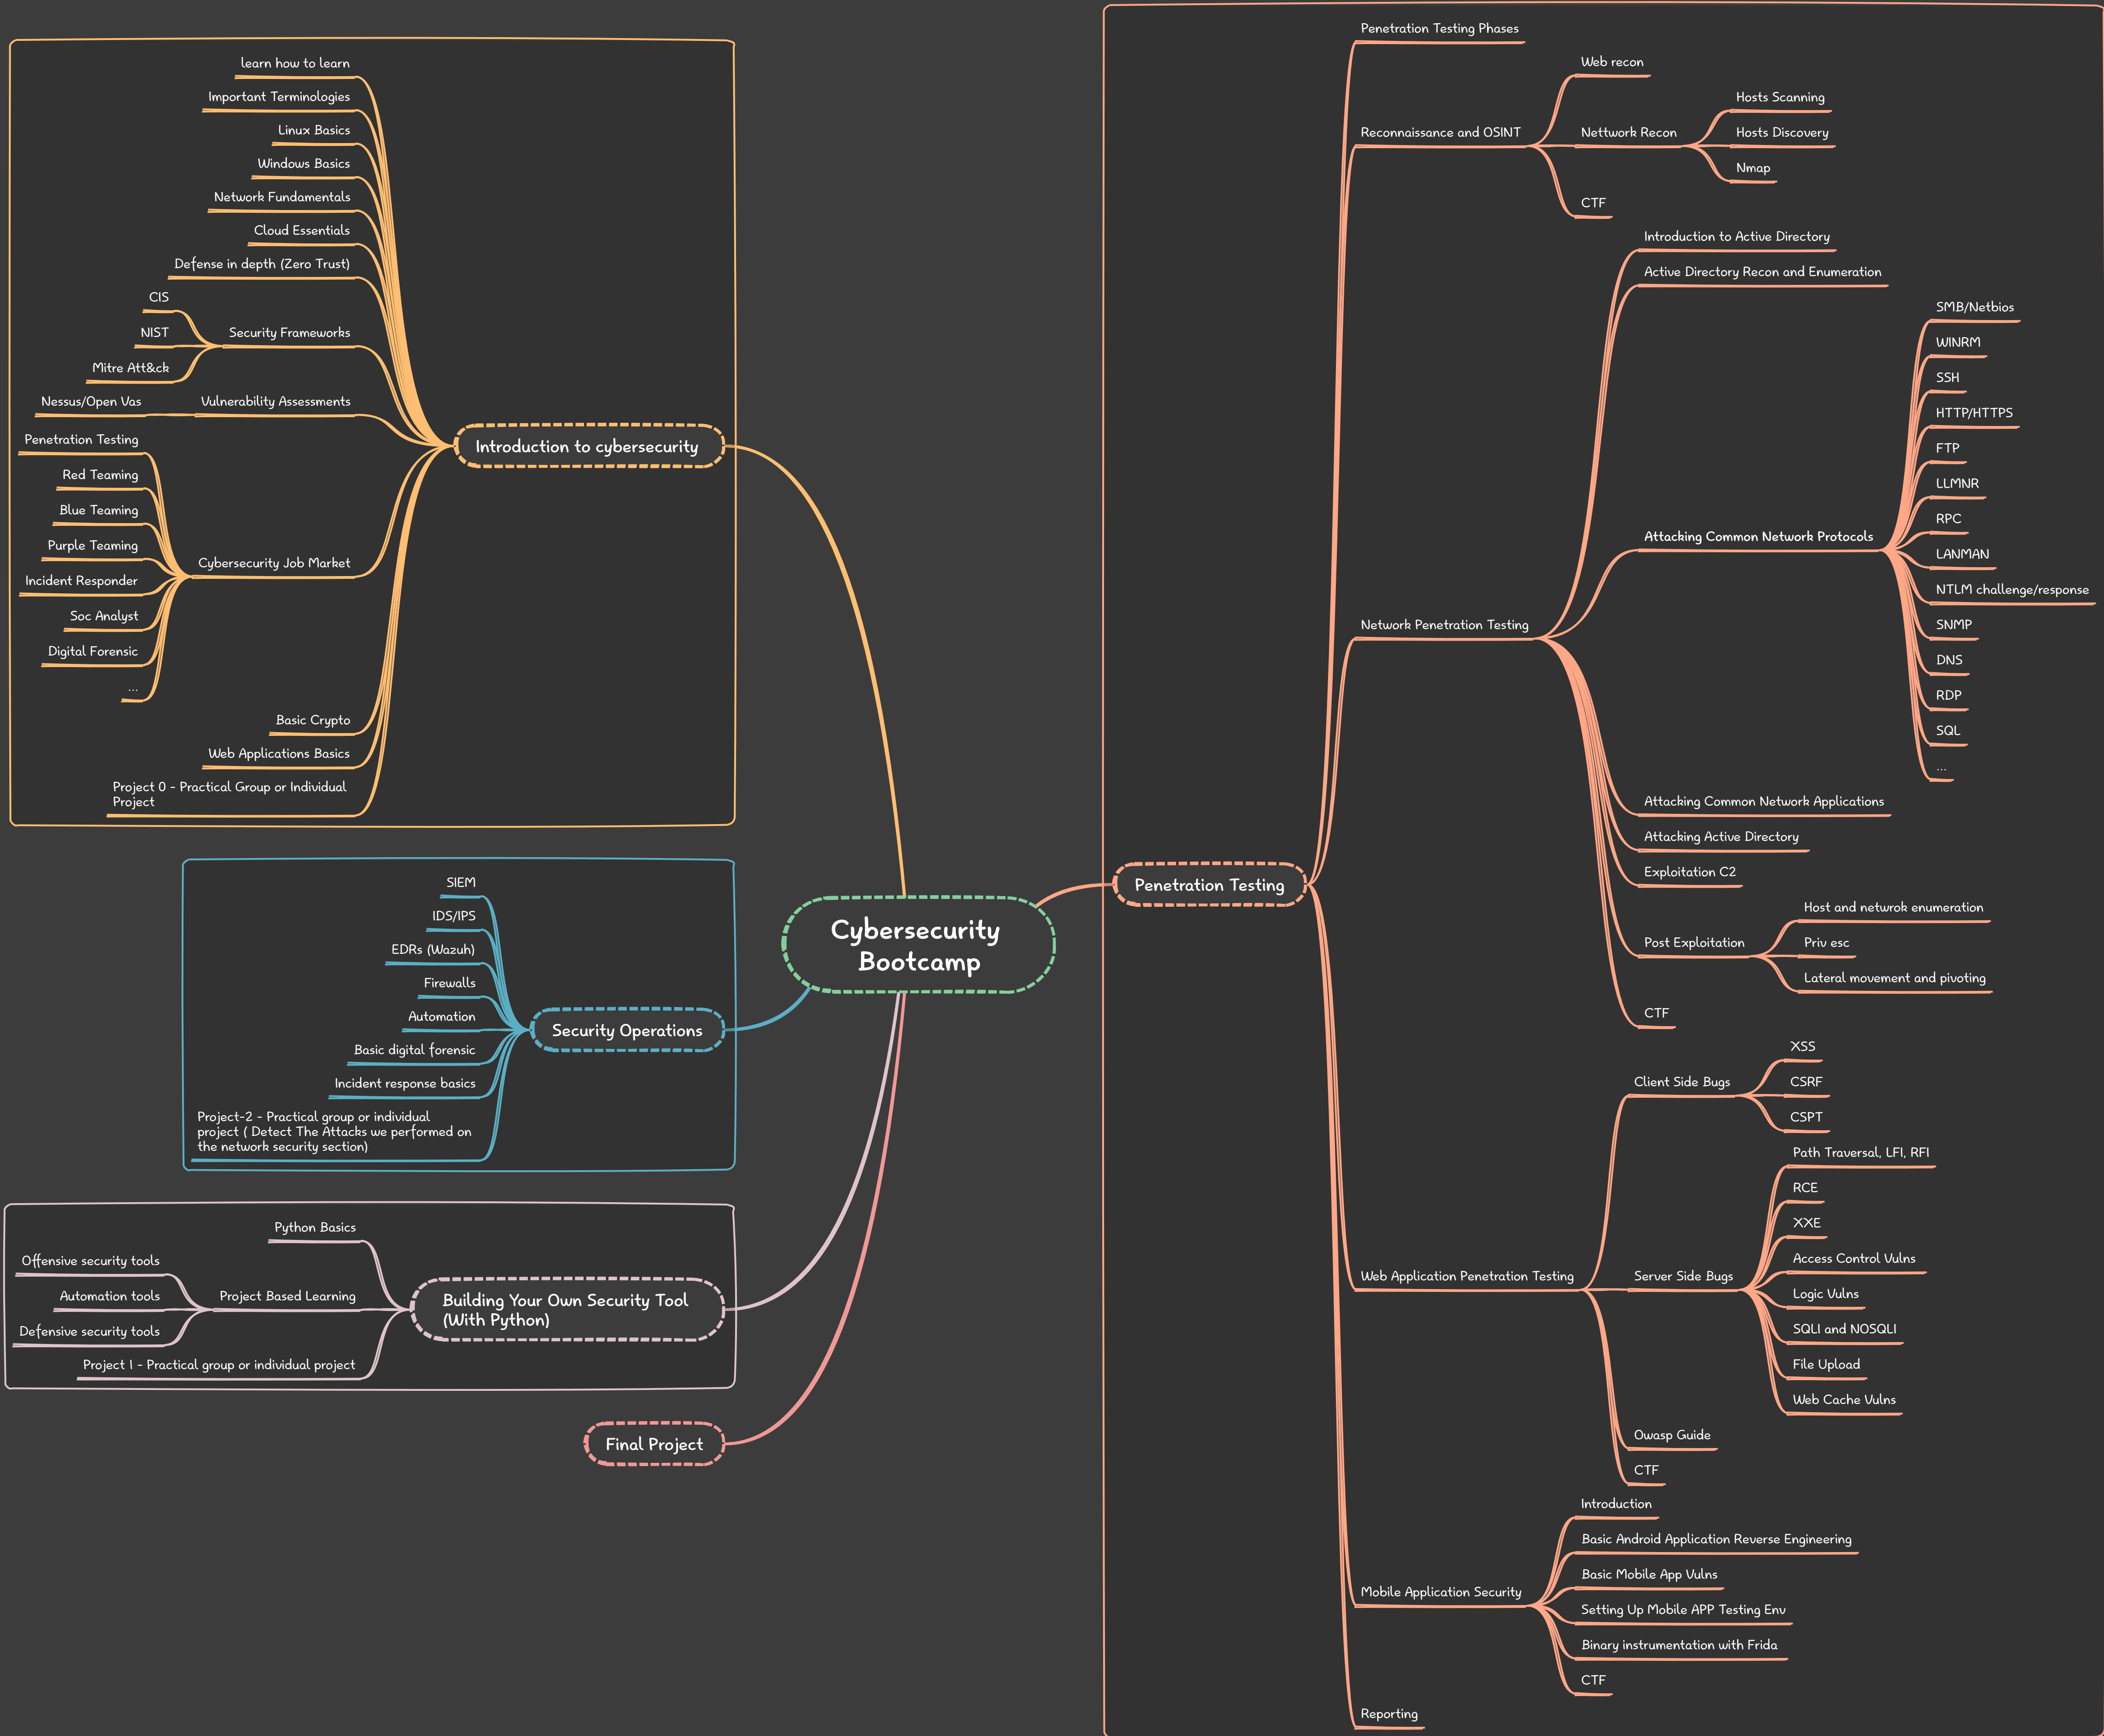 learn how to learn
Important Terminologies
Linux Basics
Windows Basics
Network Fundamentals
Cloud Essentials
Defense in depth (Zero Trust)
CIS
NIST
Mitre Att&ck
Security Frameworks
Nessus/Open Vas
Vulnerability Assessments
Penetration Testing
Red Teaming
Blue Teaming
Purple Teaming
Incident Responder
Soc Analyst
Digital Forensic
...
Cybersecurity Job Market
Basic Crypto
Web Applications Basics
Project 0 - Practical Group or Individual
Project
Introduction to cybersecurity
SIEM
IDS/IPS
EDRs (Wazuh)
Firewalls
Automation
Basic digital forensic
Incident response basics
Project-2 - Practical group or individual
project ( Detect The Attacks we performed on
the network security section)
Security Operations
Python Basics
Offensive security tools
Automation tools
Defensive security tools
Project Based Learning
Project 1 - Practical group or individual project
Building Your Own Security Tool
(With Python)
Final Project
Cybersecurity
Bootcamp
Penetration Testing
Penetration Testing Phases
Reconnaissance and OSINT
Web recon
Nettwork Recon
Hosts Scanning
Hosts Discovery
Nmap
CTF
Network Penetration Testing
Introduction to Active Directory
Active Directory Recon and Enumeration
Attacking Common Network Protocols
SMB/Netbios
WINRM
SSH
HTTP/HTTPS
FTP
LLMNR
RPC
LANMAN
NTLM challenge/response
SNMP
DNS
RDP
SQL
...
Attacking Common Network Applications
Attacking Active Directory
Exploitation C2
Post Exploitation
Host and netwrok enumeration
Priv esc
Lateral movement and pivoting
CTF
Web Application Penetration Testing
Client Side Bugs
XSS
CSRF
CSPT
Server Side Bugs
Path Traversal, LFI, RFI
RCE
XXE
Access Control Vulns
Logic Vulns
SQLI and NOSQLI
File Upload
Web Cache Vulns
Owasp Guide
CTF
Mobile Application Security
Introduction
Basic Android Application Reverse Engineering
Basic Mobile App Vulns
Setting Up Mobile APP Testing Env
Binary instrumentation with Frida
CTF
Reporting